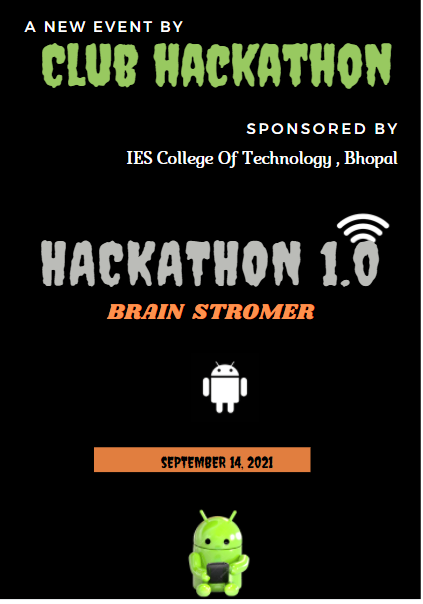 A NEW EVENT BY
CLUB HACKATHON
SPONSORED BY
IES College Of Technology , Bhopal
HACKATHON 1.0
BRAIN STROMER
SEPTEMBER 14, 2021